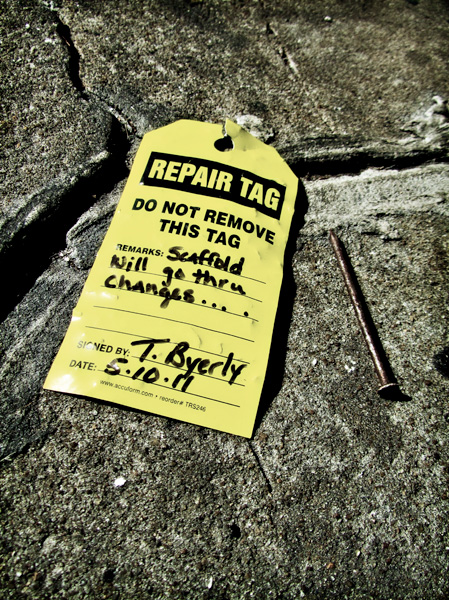 REPAIR TAG
DO NOT REMOVE
THIS TAG
REMARKS: Scaffold
Will go thru
Changes....
SIGNED BY: T. Byerly
DATE: 5.10.11
www.accuform.com • reorder# TRS246